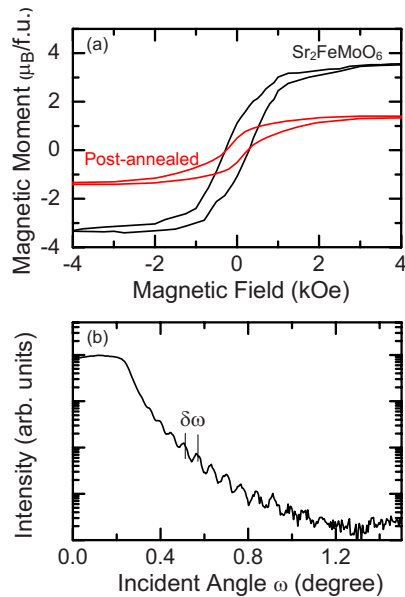 (a)
Sr₂FeMoO₆
Post-annealed
Magnetic Moment (μB/f.u.)
4
2
0
-2
-4
-4 -2 0 2 4
Magnetic Field (kOe)
(b)
δω
Intensity (arb. units)
0.0 0.4 0.8 1.2
Incident Angle ω (degree)